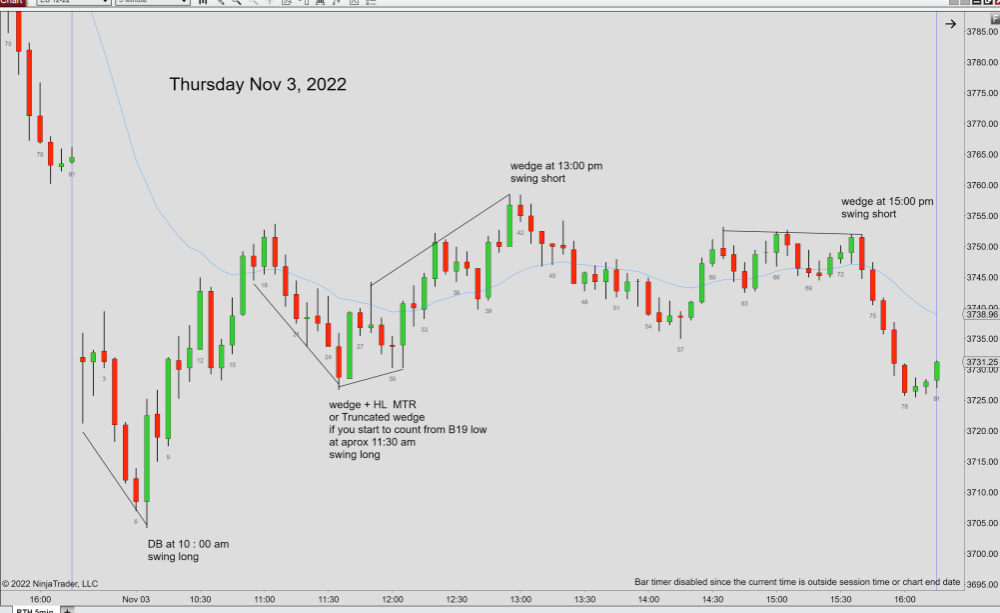 Chart
ES 12-22
5 Minute
F
Thursday Nov 3, 2022
wedge at 13:00 pm
swing short
wedge at 15:00 pm
swing short
wedge + HL MTR
or Truncated wedge
if you start to count from B19 low
at aprox 11:30 am
swing long
DB at 10 : 00 am
swing long
75
78
81
3
6
9
12
15
18
21
24
27
30
33
36
39
42
45
48
51
54
57
60
63
66
69
72
75
78
81
3785.00
3780.00
3775.00
3770.00
3765.00
3760.00
3755.00
3750.00
3745.00
3740.00
3738.96
3735.00
3731.25
3730.00
3725.00
3720.00
3715.00
3710.00
3705.00
3700.00
3695.00
© 2022 NinjaTrader, LLC
Bar timer disabled since the current time is outside session time or chart end date
16:00 Nov 03 10:30 11:00 11:30 12:00 12:30 13:00 13:30 14:00 14:30 15:00 15:30 16:00
RTH 5min +